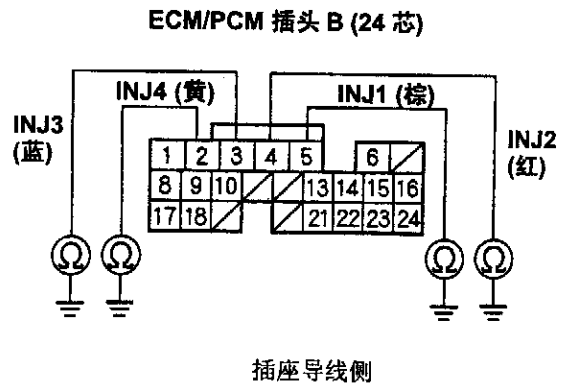 ECM/PCM 插头 B (24 芯)
INJ4 (黄)
INJ1 (棕)
INJ3
(蓝)
INJ2
(红)
1 2 3 4 5 6
8 9 10 13 14 15 16
17 18 21 22 23 24
Ω Ω Ω Ω
插座导线侧